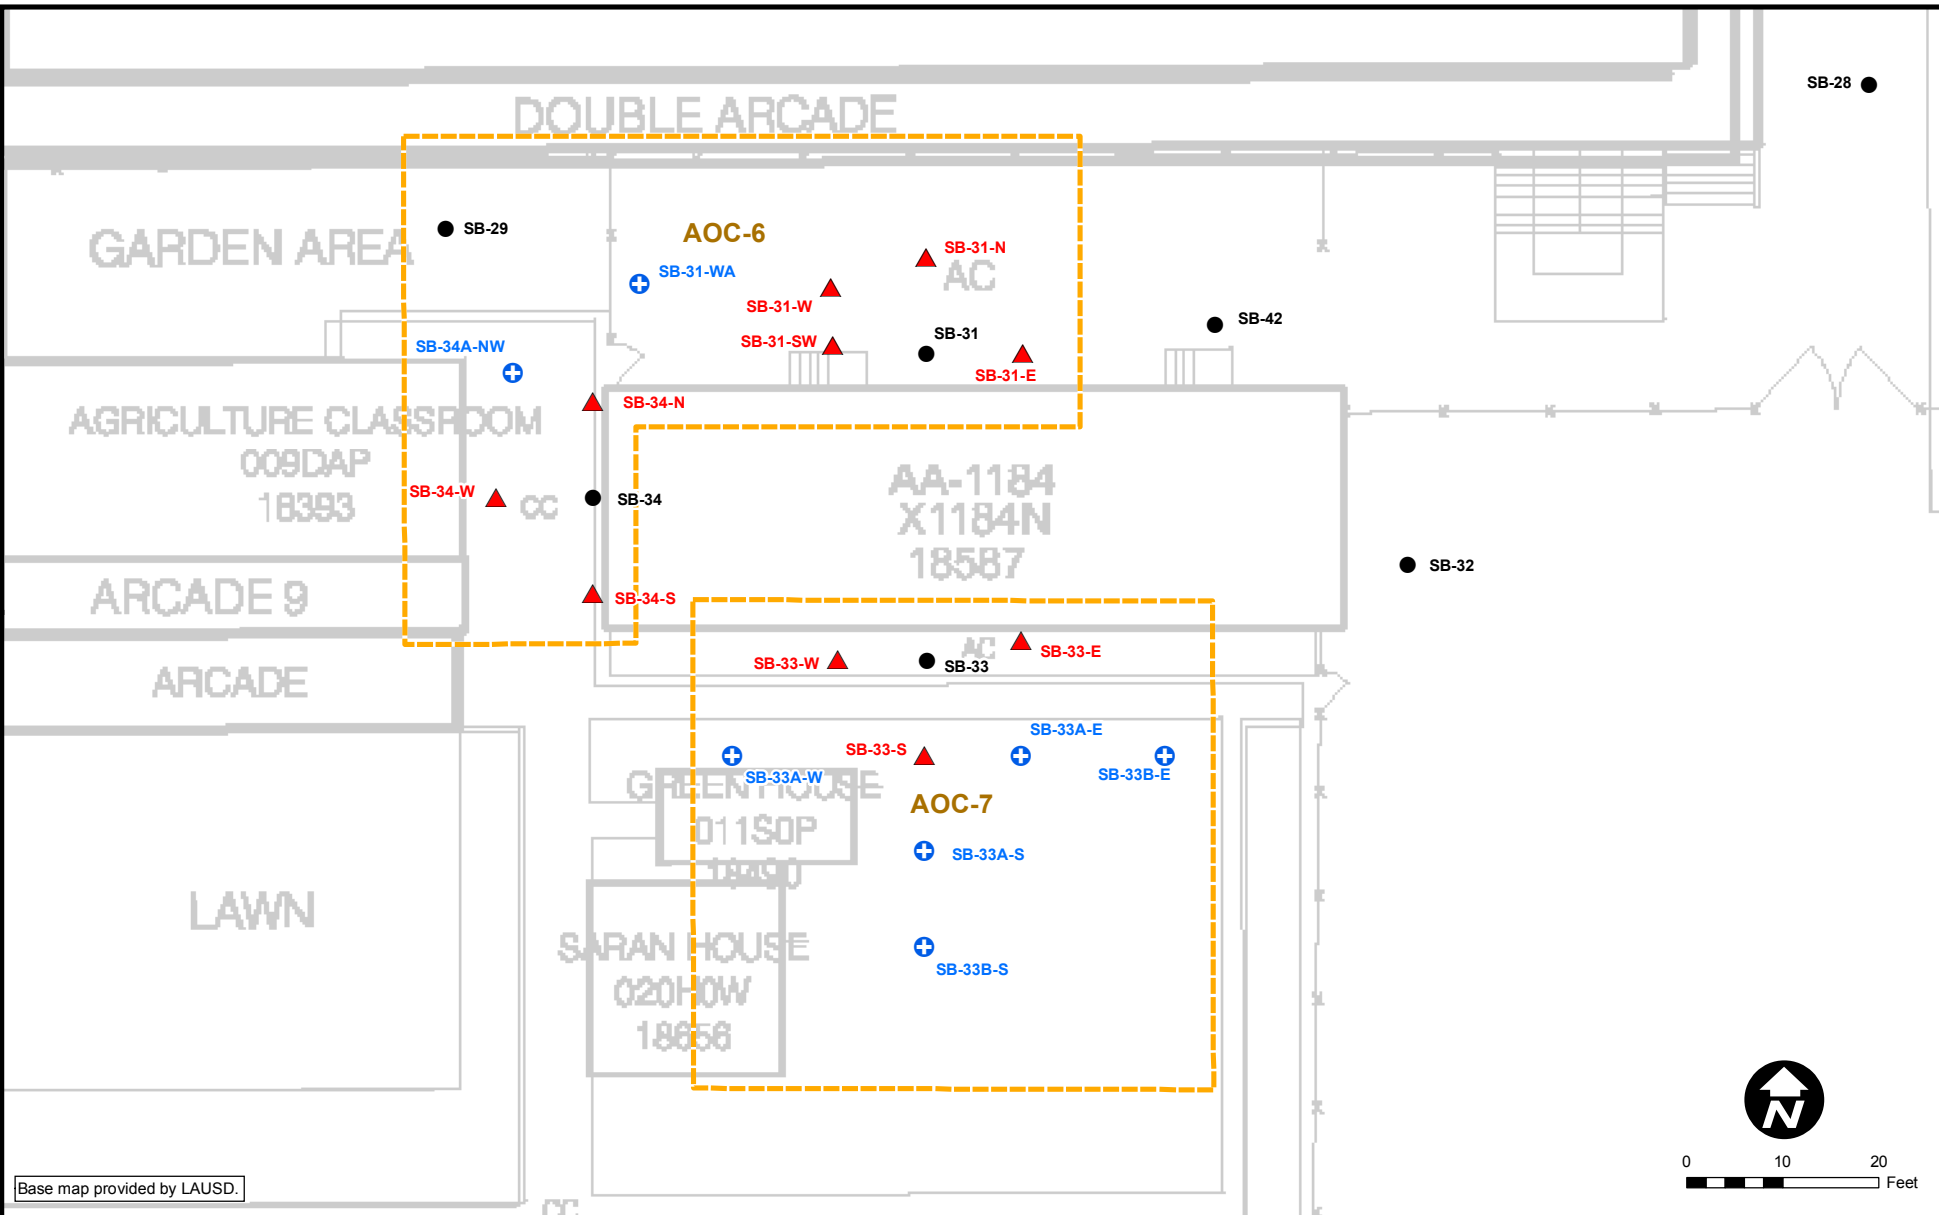 SB-28
DOUBLE ARCADE
SB-29
AOC-6
SB-31-N
GARDEN AREA
SB-31-WA
AC
SB-31-W
SB-42
SB-31
SB-31-SW
SB-34A-NW
SB-31-E
SB-34-N
AGRICULTURE CLASSROOM
009DAP
18393
AA-1184
X1184N
18587
SB-34-W
CC
SB-34
SB-32
ARCADE 9
SB-34-S
AC
SB-33-E
SB-33-W
SB-33
ARCADE
SB-33A-E
SB-33-S
SB-33A-W
SB-33B-E
GREEN HOUSE
011S0P
AOC-7
SB-33A-S
LAWN
SARAN HOUSE
020H0W
18656
SB-33B-S
N
0 10 20
Feet
Base map provided by LAUSD.
CC